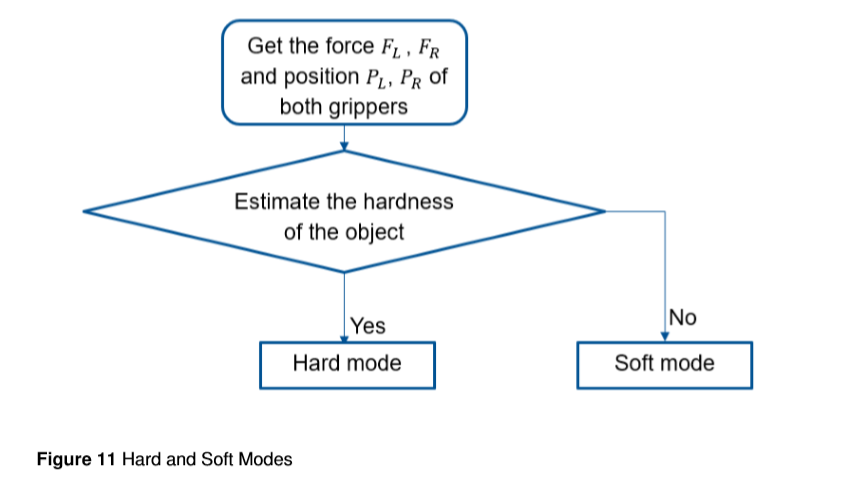 Get the force F_L , F_R
and position P_L, P_R of
both grippers
Estimate the hardness
of the object
Yes
No
Hard mode
Soft mode
Figure 11 Hard and Soft Modes